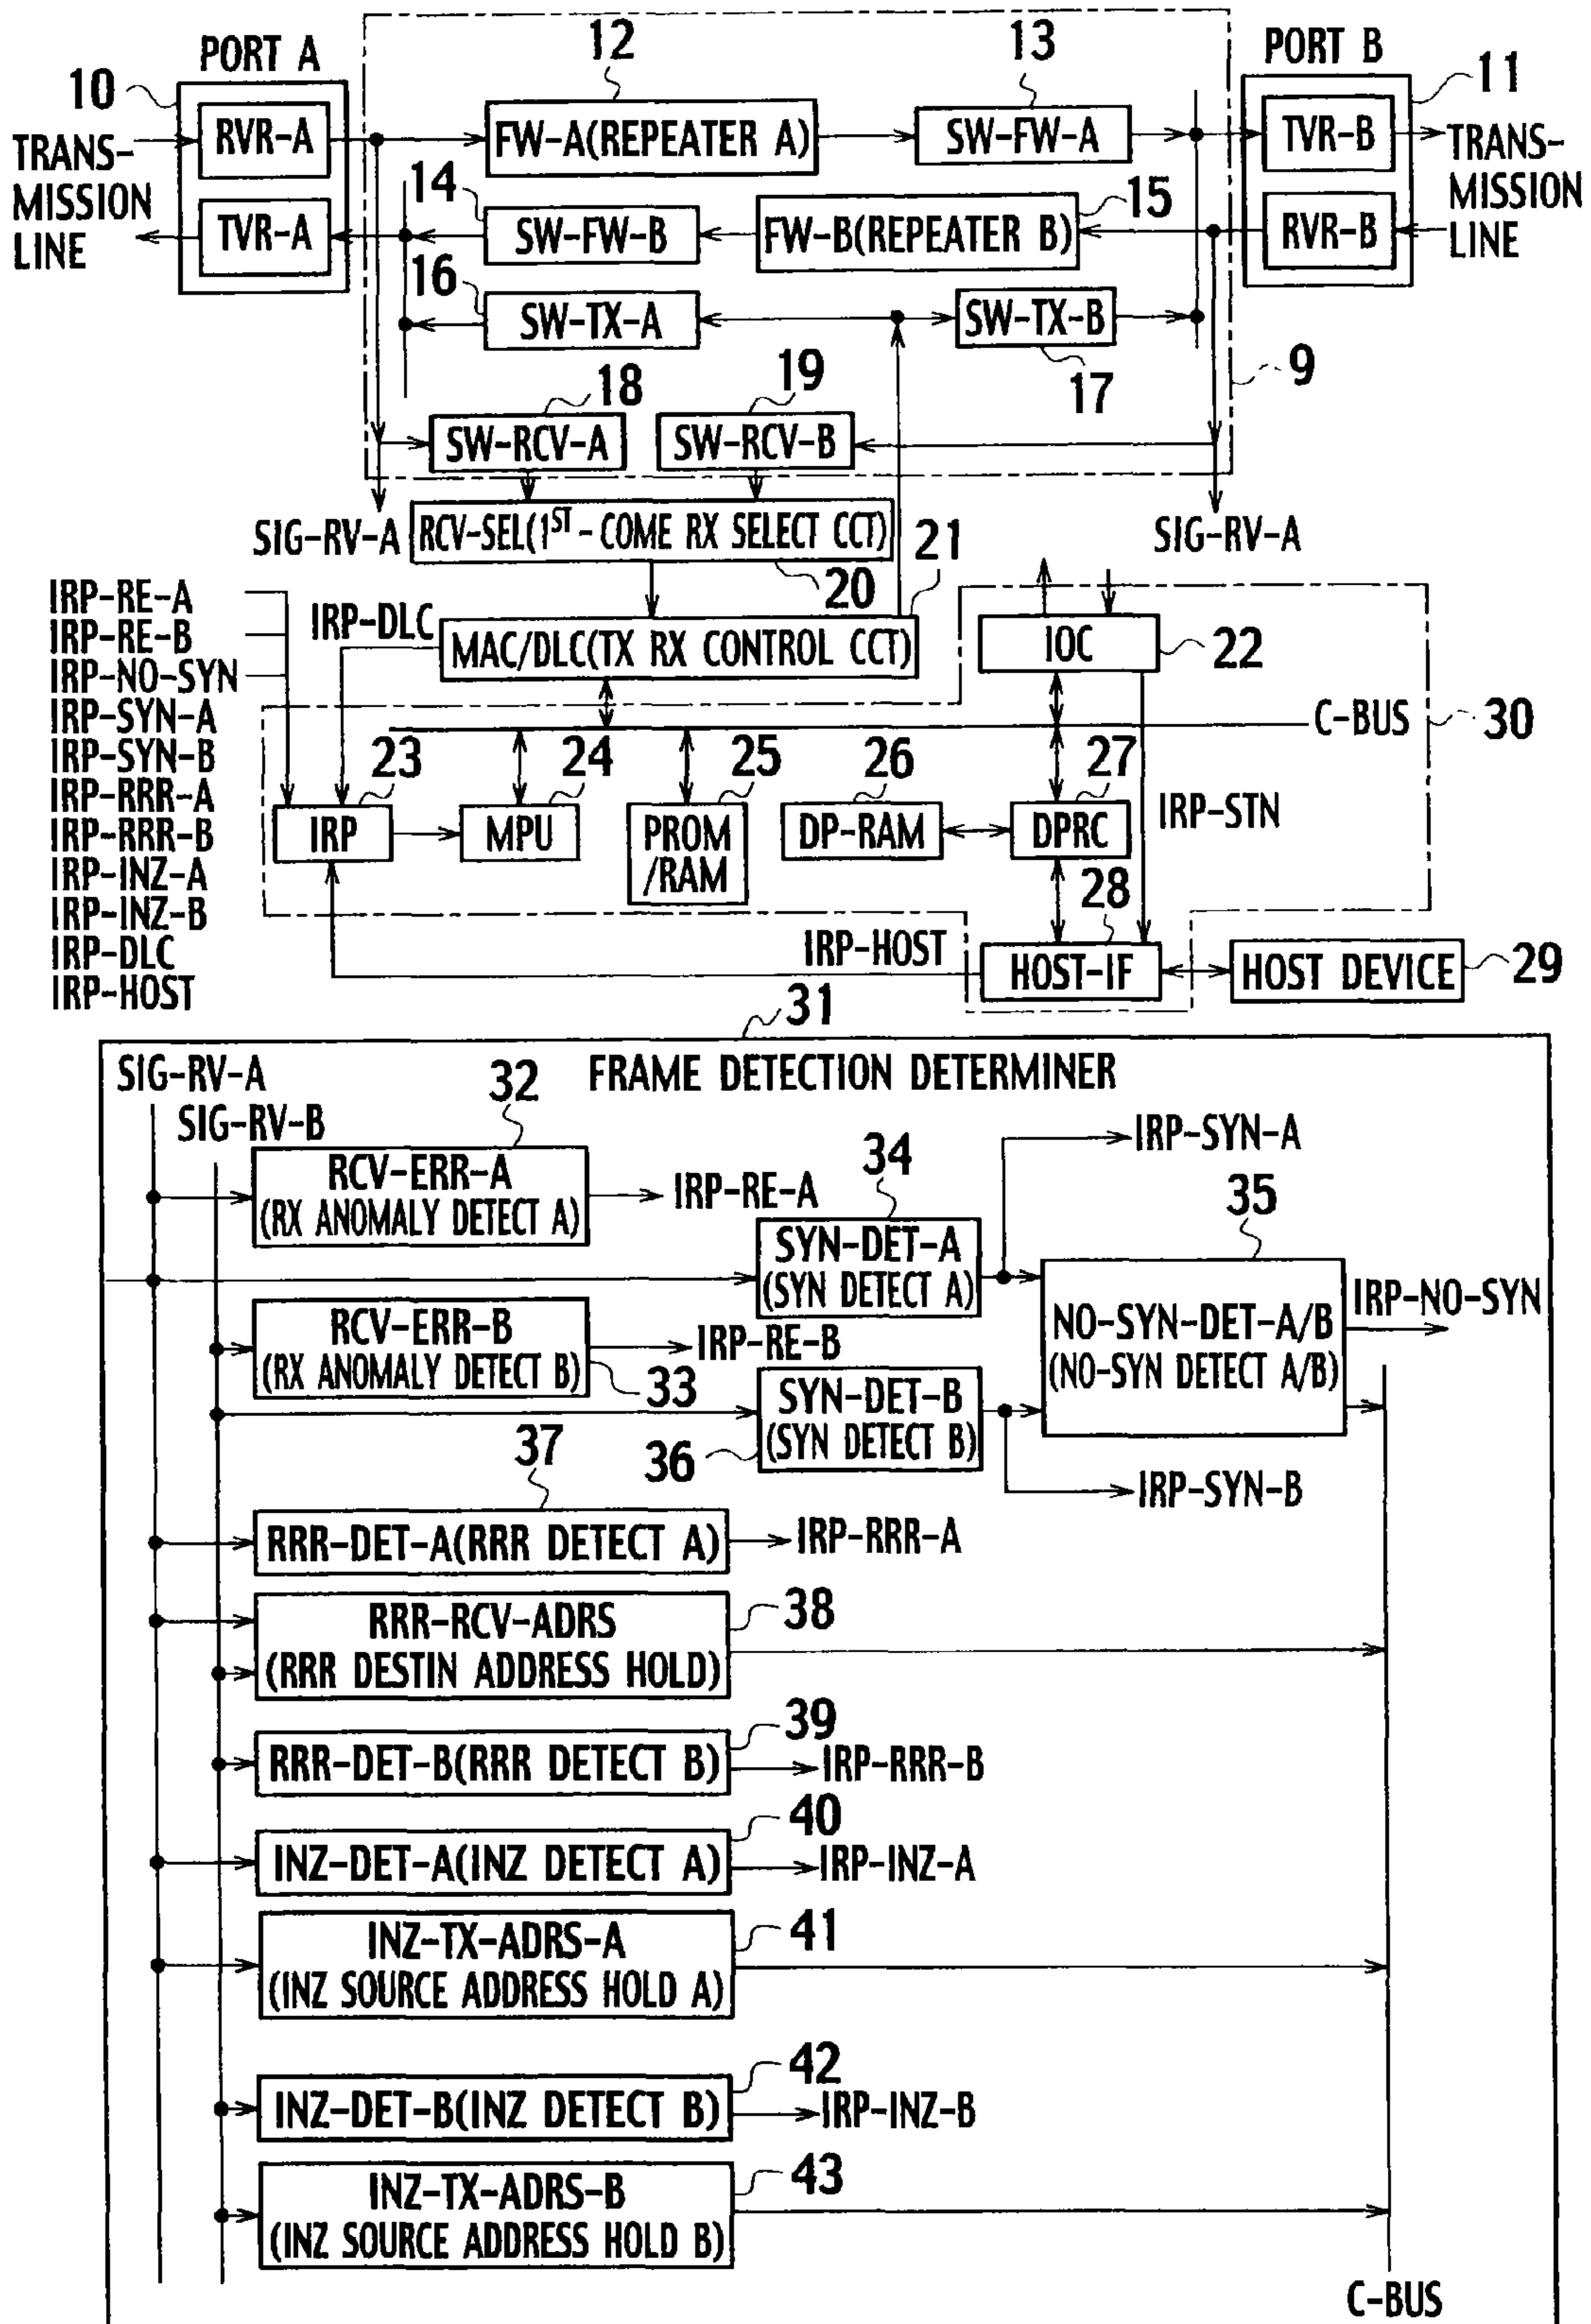 PORT A
10
RVR-A
TVR-A
TRANS-
MISSION
LINE
12
FW-A(REPEATER A)
13
SW-FW-A
PORT B
11
TVR-B
RVR-B
TRANS-
MISSION
LINE
14
SW-FW-B
15
FW-B(REPEATER B)
16
SW-TX-A
SW-TX-B
17
9
18
SW-RCV-A
19
SW-RCV-B
SIG-RV-A
RCV-SEL(1ST-COME RX SELECT CCT)
20
21
SIG-RV-A
IRP-RE-A
IRP-RE-B
IRP-NO-SYN
IRP-SYN-A
IRP-SYN-B
IRP-RRR-A
IRP-RRR-B
IRP-INZ-A
IRP-INZ-B
IRP-DLC
IRP-HOST
IRP-DLC
MAC/DLC(TX RX CONTROL CCT)
IOC
22
C-BUS
30
23
IRP
24
MPU
25
PROM
/RAM
26
DP-RAM
27
DPRC
IRP-STN
28
IRP-HOST
HOST-IF
HOST DEVICE
29
31
FRAME DETECTION DETERMINER
SIG-RV-A
SIG-RV-B
32
RCV-ERR-A
(RX ANOMALY DETECT A)
IRP-RE-A
34
SYN-DET-A
(SYN DETECT A)
IRP-SYN-A
35
NO-SYN-DET-A/B
(NO-SYN DETECT A/B)
IRP-NO-SYN
RCV-ERR-B
(RX ANOMALY DETECT B)
33
IRP-RE-B
SYN-DET-B
(SYN DETECT B)
36
IRP-SYN-B
37
RRR-DET-A(RRR DETECT A)
IRP-RRR-A
RRR-RCV-ADRS
(RRR DESTIN ADDRESS HOLD)
38
39
RRR-DET-B(RRR DETECT B)
IRP-RRR-B
40
INZ-DET-A(INZ DETECT A)
IRP-INZ-A
INZ-TX-ADRS-A
(INZ SOURCE ADDRESS HOLD A)
41
42
INZ-DET-B(INZ DETECT B)
IRP-INZ-B
INZ-TX-ADRS-B
(INZ SOURCE ADDRESS HOLD B)
43
C-BUS